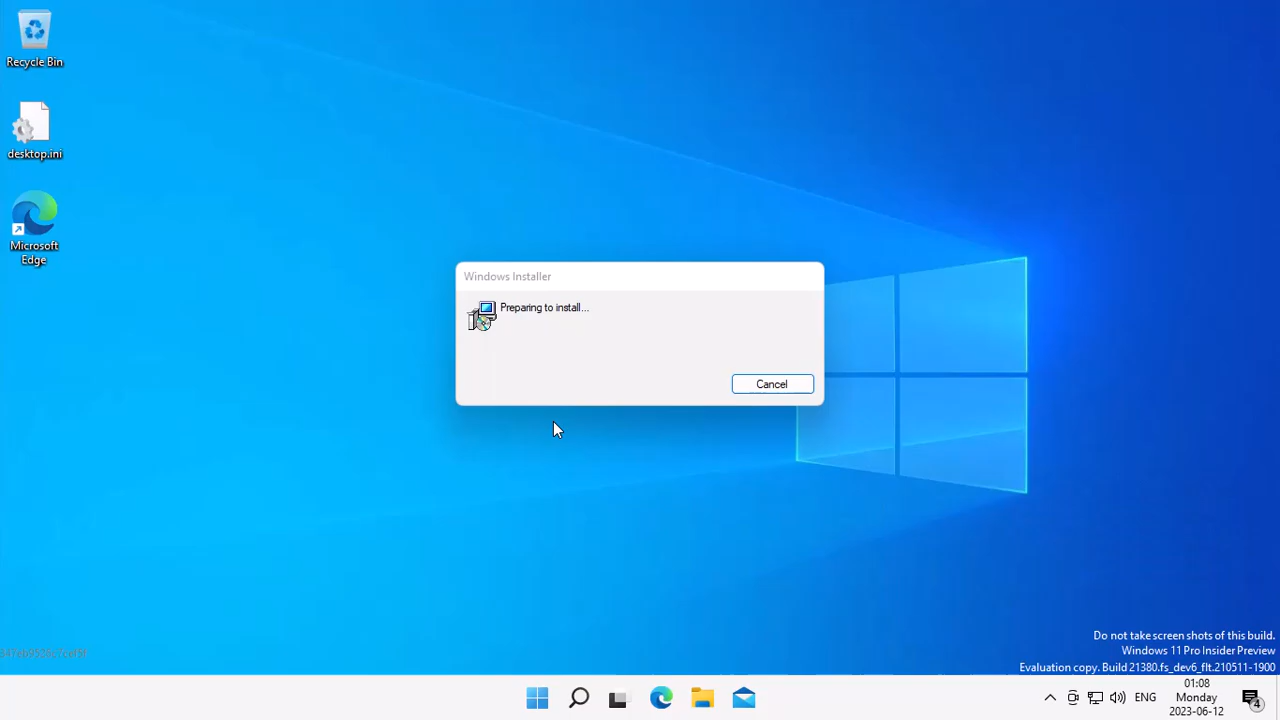 Recycle Bin
desktop.ini
Microsoft
Edge
Windows Installer
Preparing to install...
Cancel
Do not take screen shots of this build.
Windows 11 Pro Insider Preview
Evaluation copy. Build 21380.fs_dev6_flt.210511-1900
ENG
01:08
Monday
2023-06-12
4